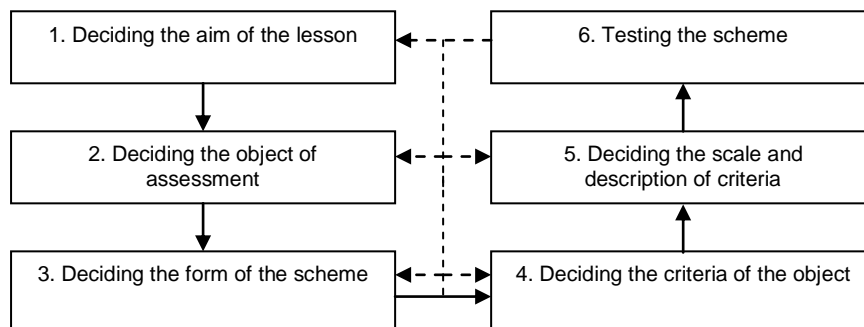 1. Deciding the aim of the lesson
2. Deciding the object of
assessment
3. Deciding the form of the scheme
4. Deciding the criteria of the object
5. Deciding the scale and
description of criteria
6. Testing the scheme